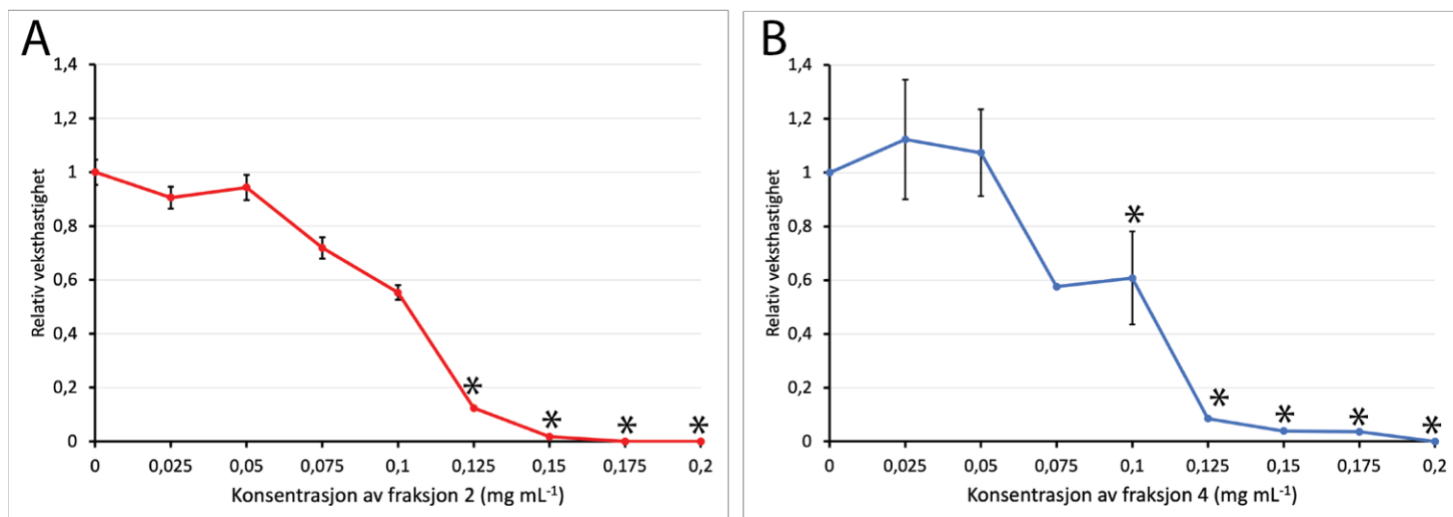 A
1,4
1,2
1
0,8
0,6
0,4
0,2
0
Relativ veksthastighet
* * * *
0 0,025 0,05 0,075 0,1 0,125 0,15 0,175 0,2
Konsentrasjon av fraksjon 2 (mg mL⁻¹)
B
1,4
1,2
1
0,8
0,6
0,4
0,2
0
Relativ veksthastighet
*
* * * *
0 0,025 0,05 0,075 0,1 0,125 0,15 0,175 0,2
Konsentrasjon av fraksjon 4 (mg mL⁻¹)